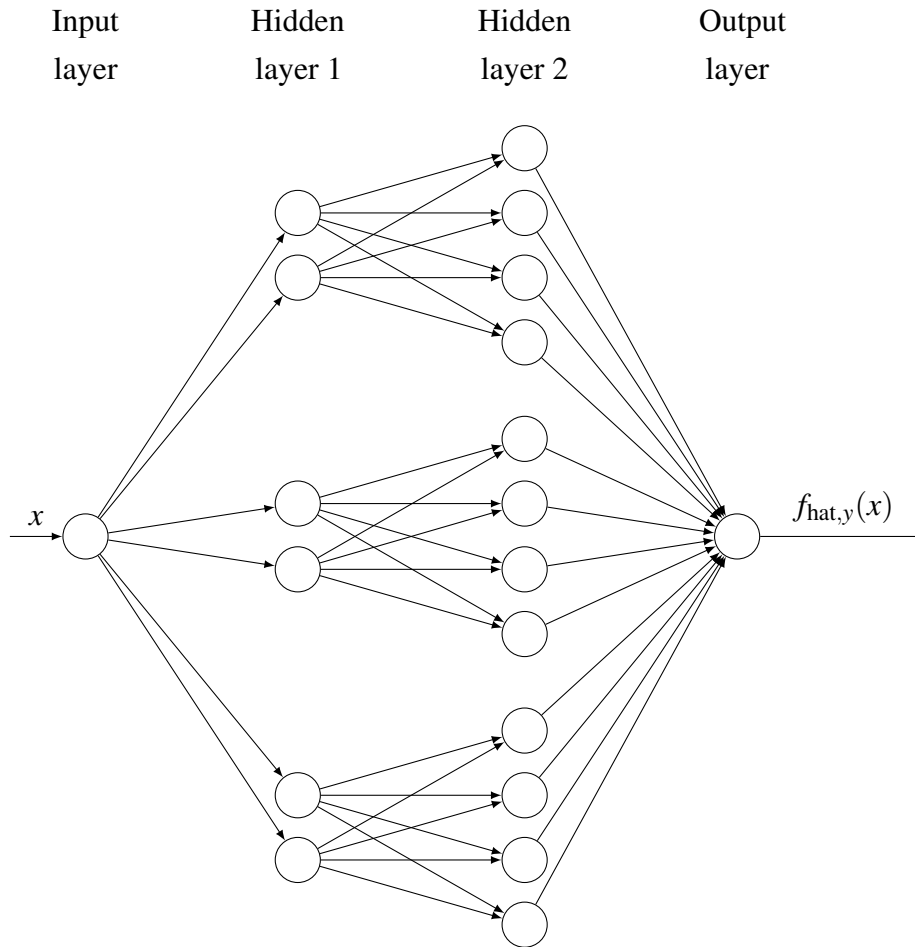 Input Hidden Hidden Output
layer layer 1 layer 2 layer
x f_hat,y(x)